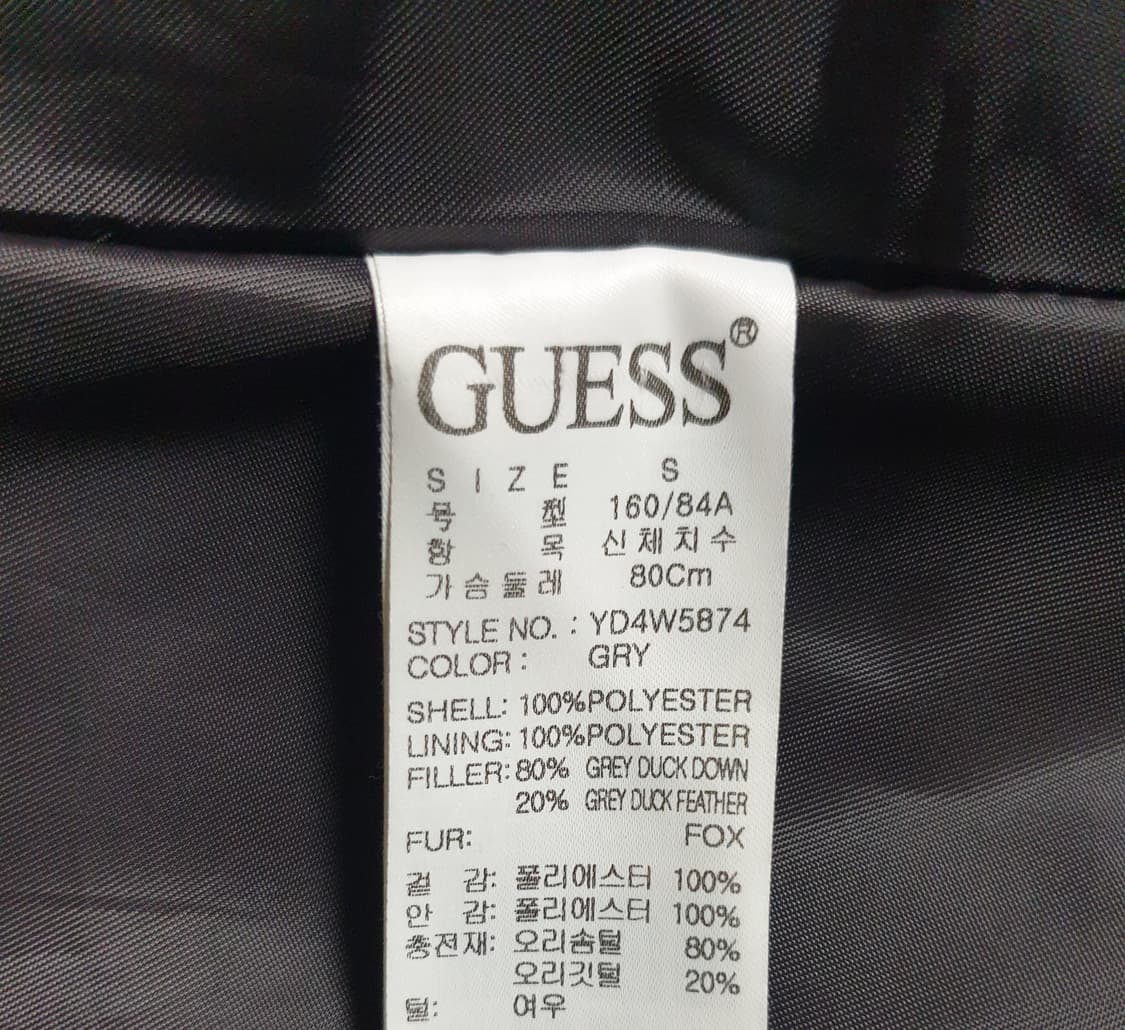 GUESS®
SIZE S
호 型 160/84A
항 목 신체치수
가슴둘레 80Cm
STYLE NO. : YD4W5874
COLOR : GRY
SHELL: 100%POLYESTER
LINING: 100%POLYESTER
FILLER: 80% GREY DUCK DOWN
20% GREY DUCK FEATHER
FUR: FOX
겉 감: 폴리에스터 100%
안 감: 폴리에스터 100%
충전재: 오리솜털 80%
오리깃털 20%
털: 여우